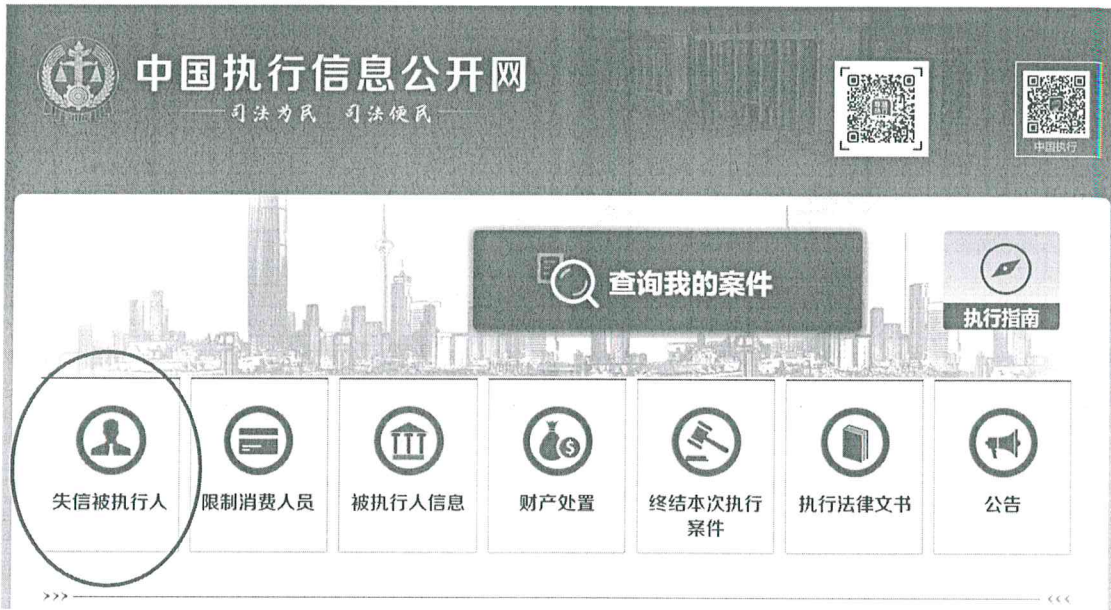 中国执行信息公开网
司法为民 司法便民
中国执行
查询我的案件
执行指南
失信被执行人
限制消费人员
被执行人信息
财产处置
终结本次执行
案件
执行法律文书
公告